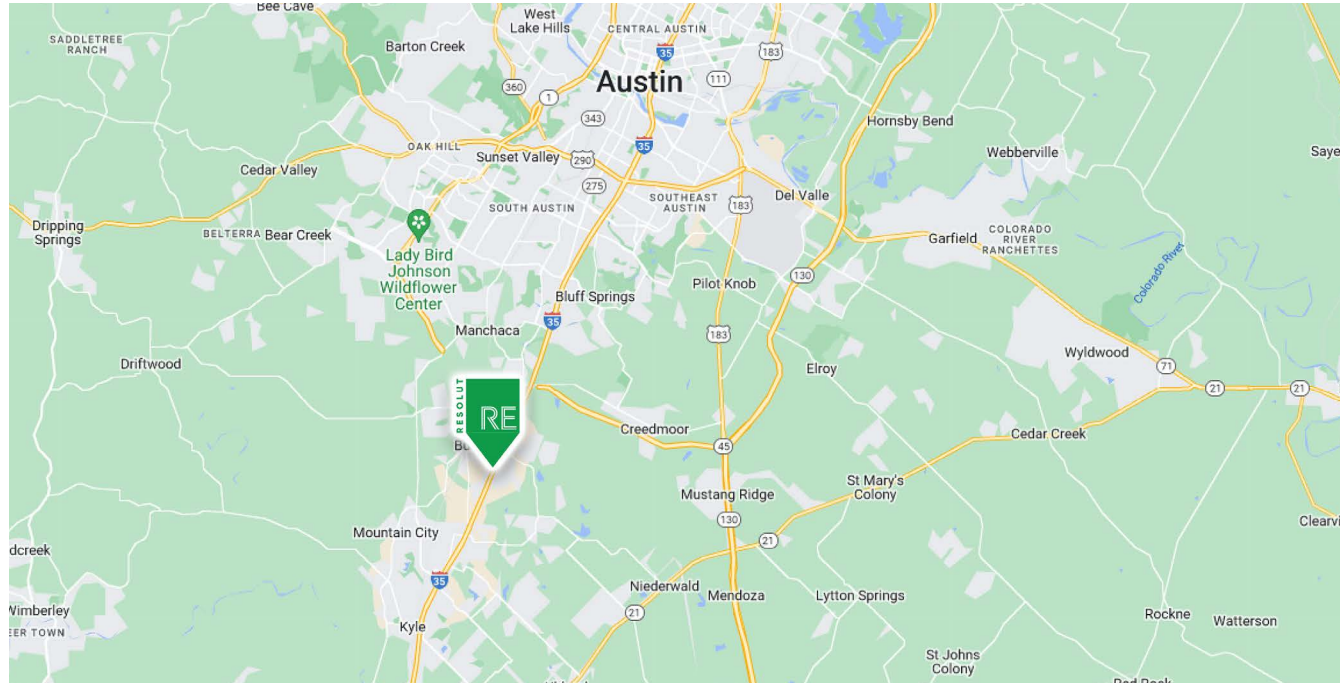 Bee Cave
SADDLETREE
RANCH
West
Lake Hills
CENTRAL AUSTIN
Barton Creek
35
183
Austin
360
1
111
343
Hornsby Bend
OAK HILL
35
Sunset Valley
290
Webberville
Cedar Valley
275
Del Valle
SOUTH AUSTIN
SOUTHEAST
AUSTIN
183
Dripping
Springs
BELTERRA
Bear Creek
Garfield
COLORADO
RIVER
RANCHETTES
Lady Bird
Johnson
Wildflower
Center
Colorado River
130
Pilot Knob
Bluff Springs
35
Manchaca
183
Driftwood
Wyldwood
Elroy
71
21
21
RESOLUT
RE
Creedmoor
Cedar Creek
45
St Mary's
Colony
Mustang Ridge
130
Mountain City
21
35
Niederwald
Mendoza
Lytton Springs
Wimberley
21
Rockne
Watterson
Kyle
St Johns
Colony